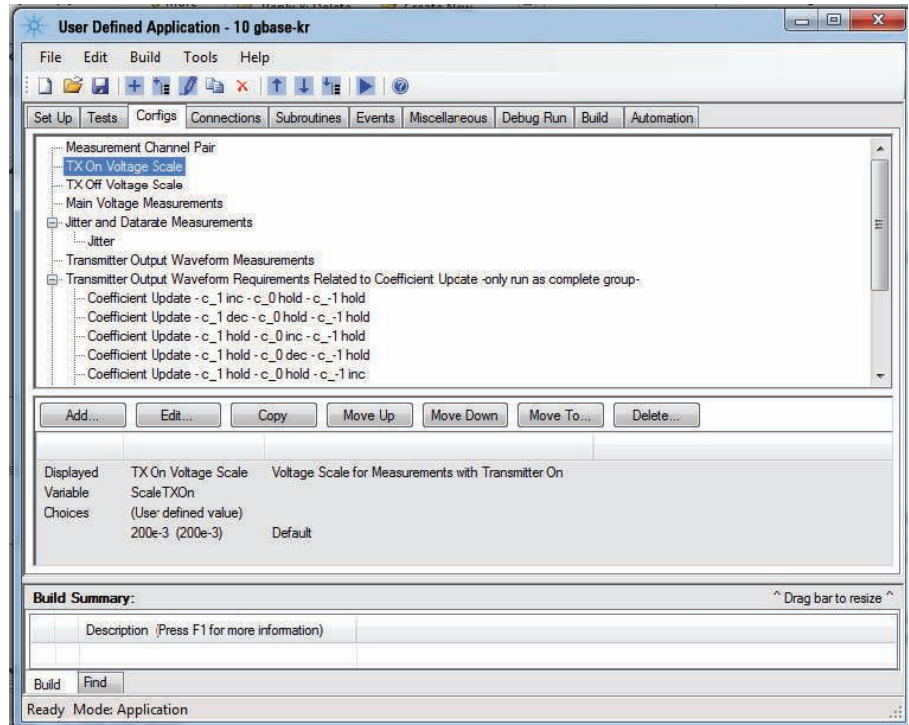 User Defined Application - 10 gbase-kr
File Edit Build Tools Help
Set Up Tests Configs Connections Subroutines Events Miscellaneous Debug Run Build Automation
Measurement Channel Pair
TX On Voltage Scale
TX Off Voltage Scale
Main Voltage Measurements
Jitter and Datarate Measurements
Jitter
Transmitter Output Waveform Measurements
Transmitter Output Waveform Requirements Related to Coefficient Upcate -only run as complete group-
Coefficient Update - c_1 inc - c_0 hold - c_-1 hold
Coefficient Update - c_1 dec - c_0 hold - c_-1 hold
Coefficient Update - c_1 hold - c_0 inc - c_-1 hold
Coefficient Update - c_1 hold - c_0 dec - c_-1 hold
Coefficient Update - c_1 hold - c_0 hold - c_-1 inc
Add... Edit... Copy Move Up Move Down Move To... Delete...
Displayed TX On Voltage Scale Voltage Scale for Measurements with Transmitter On
Variable ScaleTXOn
Choices (User defined value)
200e-3 (200e-3) Default
Build Summary: ^ Drag bar to resize ^
Description (Press F1 for more information)
Build Find
Ready Mode: Application